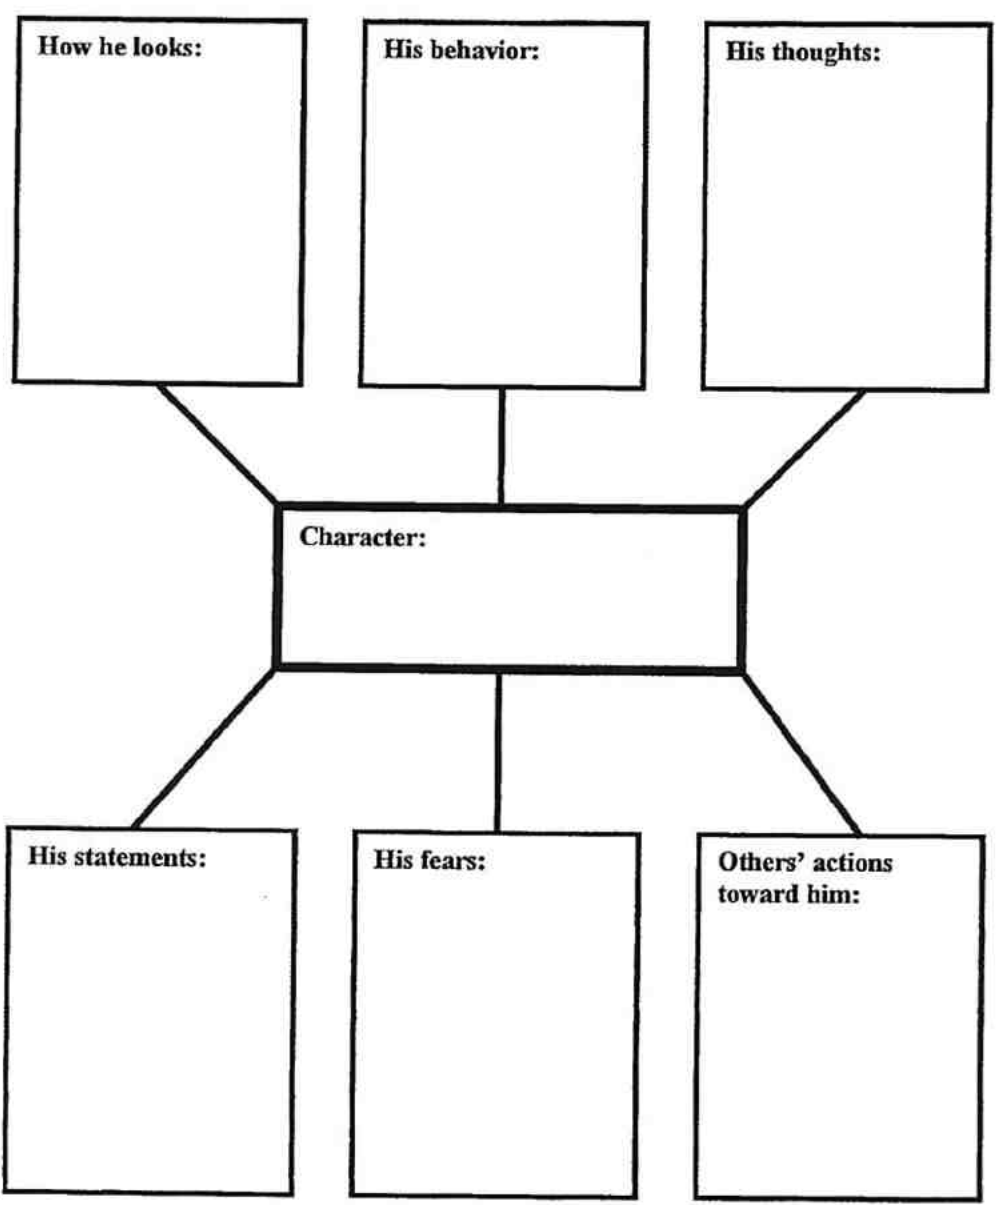 How he looks:
His behavior:
His thoughts:
Character:
His statements:
His fears:
Others’ actions
toward him: